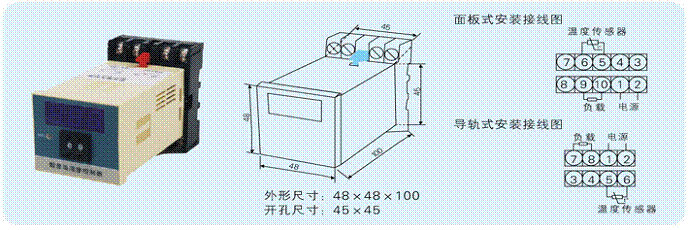 面板式安装接线图
温度传感器
7 6 5 4 3
8 9 10 1 2
负载 电源
导轨式安装接线图
负载 电源
7 8 1 2
3 4 5 6
温度传感器
45
45
48
48
100
外形尺寸：48×48×100
开孔尺寸：45×45